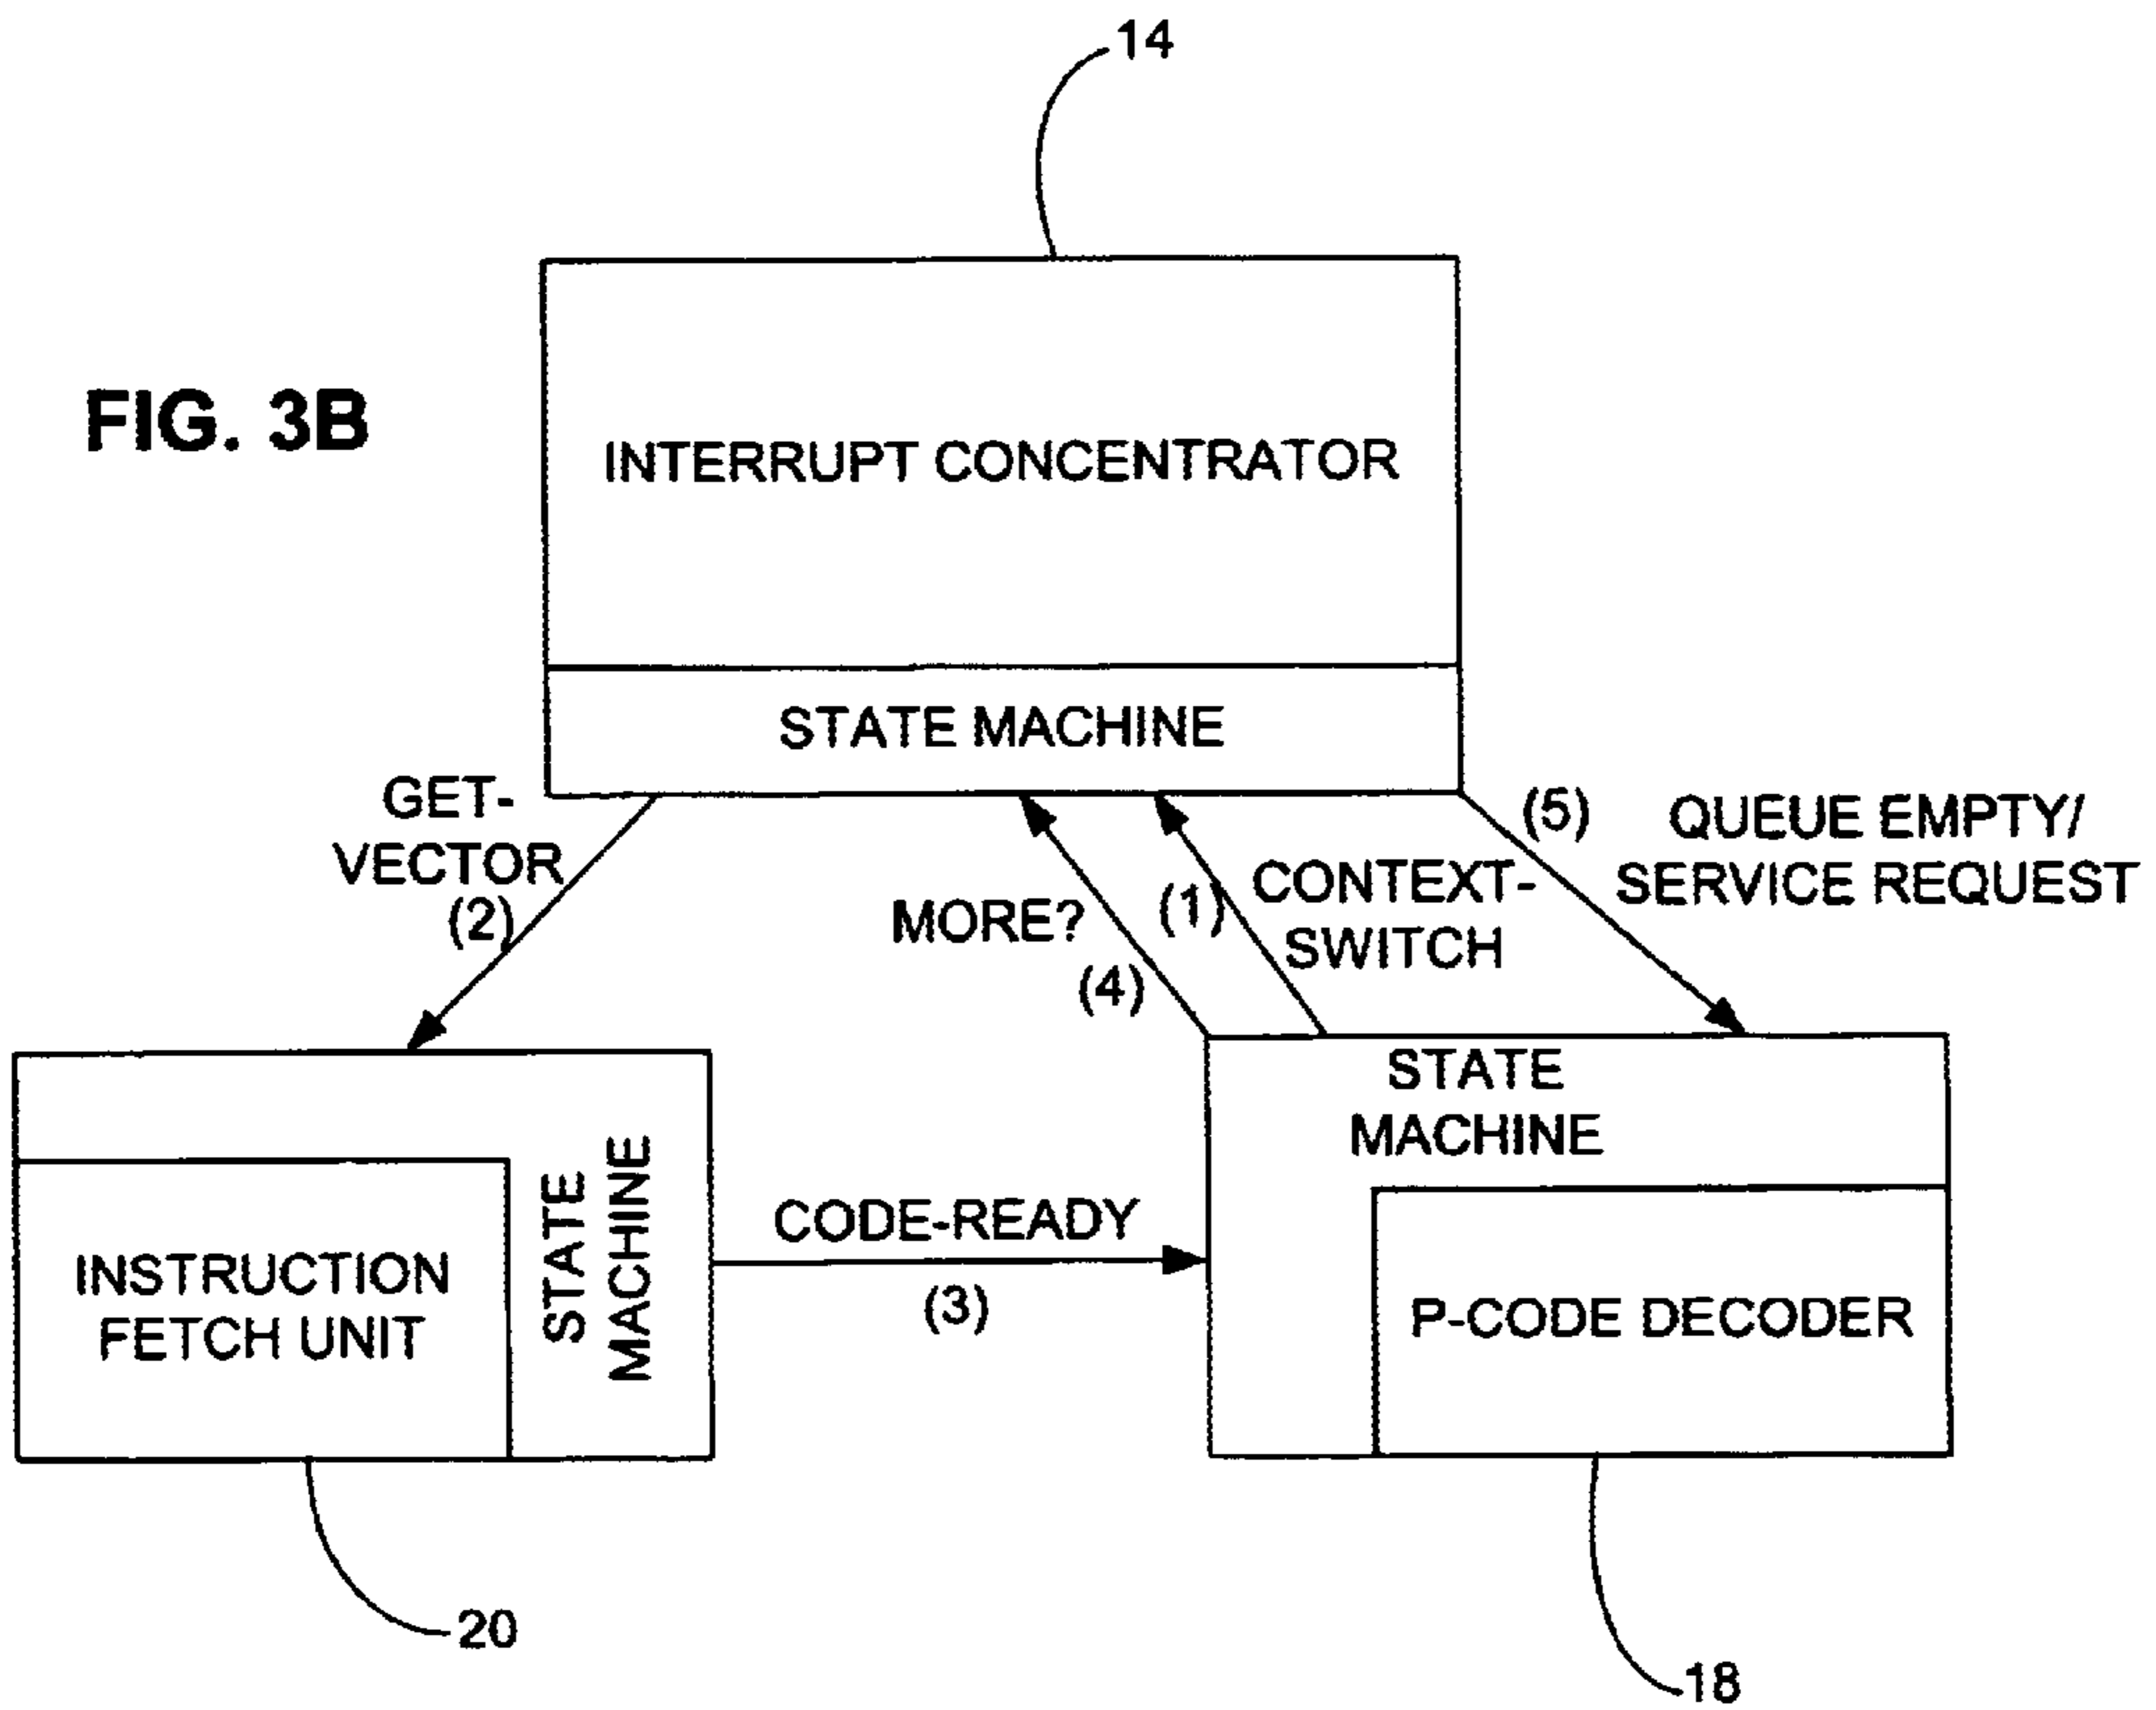 14
FIG. 3B
INTERRUPT CONCENTRATOR
STATE MACHINE
GET-
VECTOR
(2)
MORE?
(4)
(1)
CONTEXT-
SWITCH
(5)
QUEUE EMPTY/
SERVICE REQUEST
STATE
MACHINE
INSTRUCTION
FETCH UNIT
STATE
MACHINE
CODE-READY
(3)
P-CODE DECODER
20
18